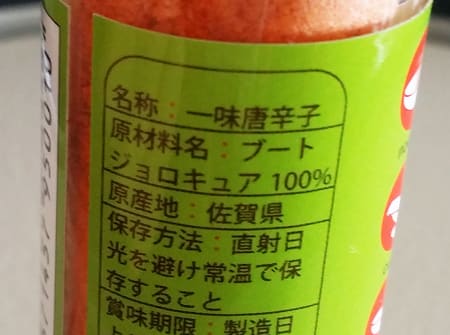 名称：一味唐辛子
原材料名：ブート
ジョロキュア 100%
原産地：佐賀県
保存方法：直射日
光を避け常温で保
存すること
賞味期限：製造日